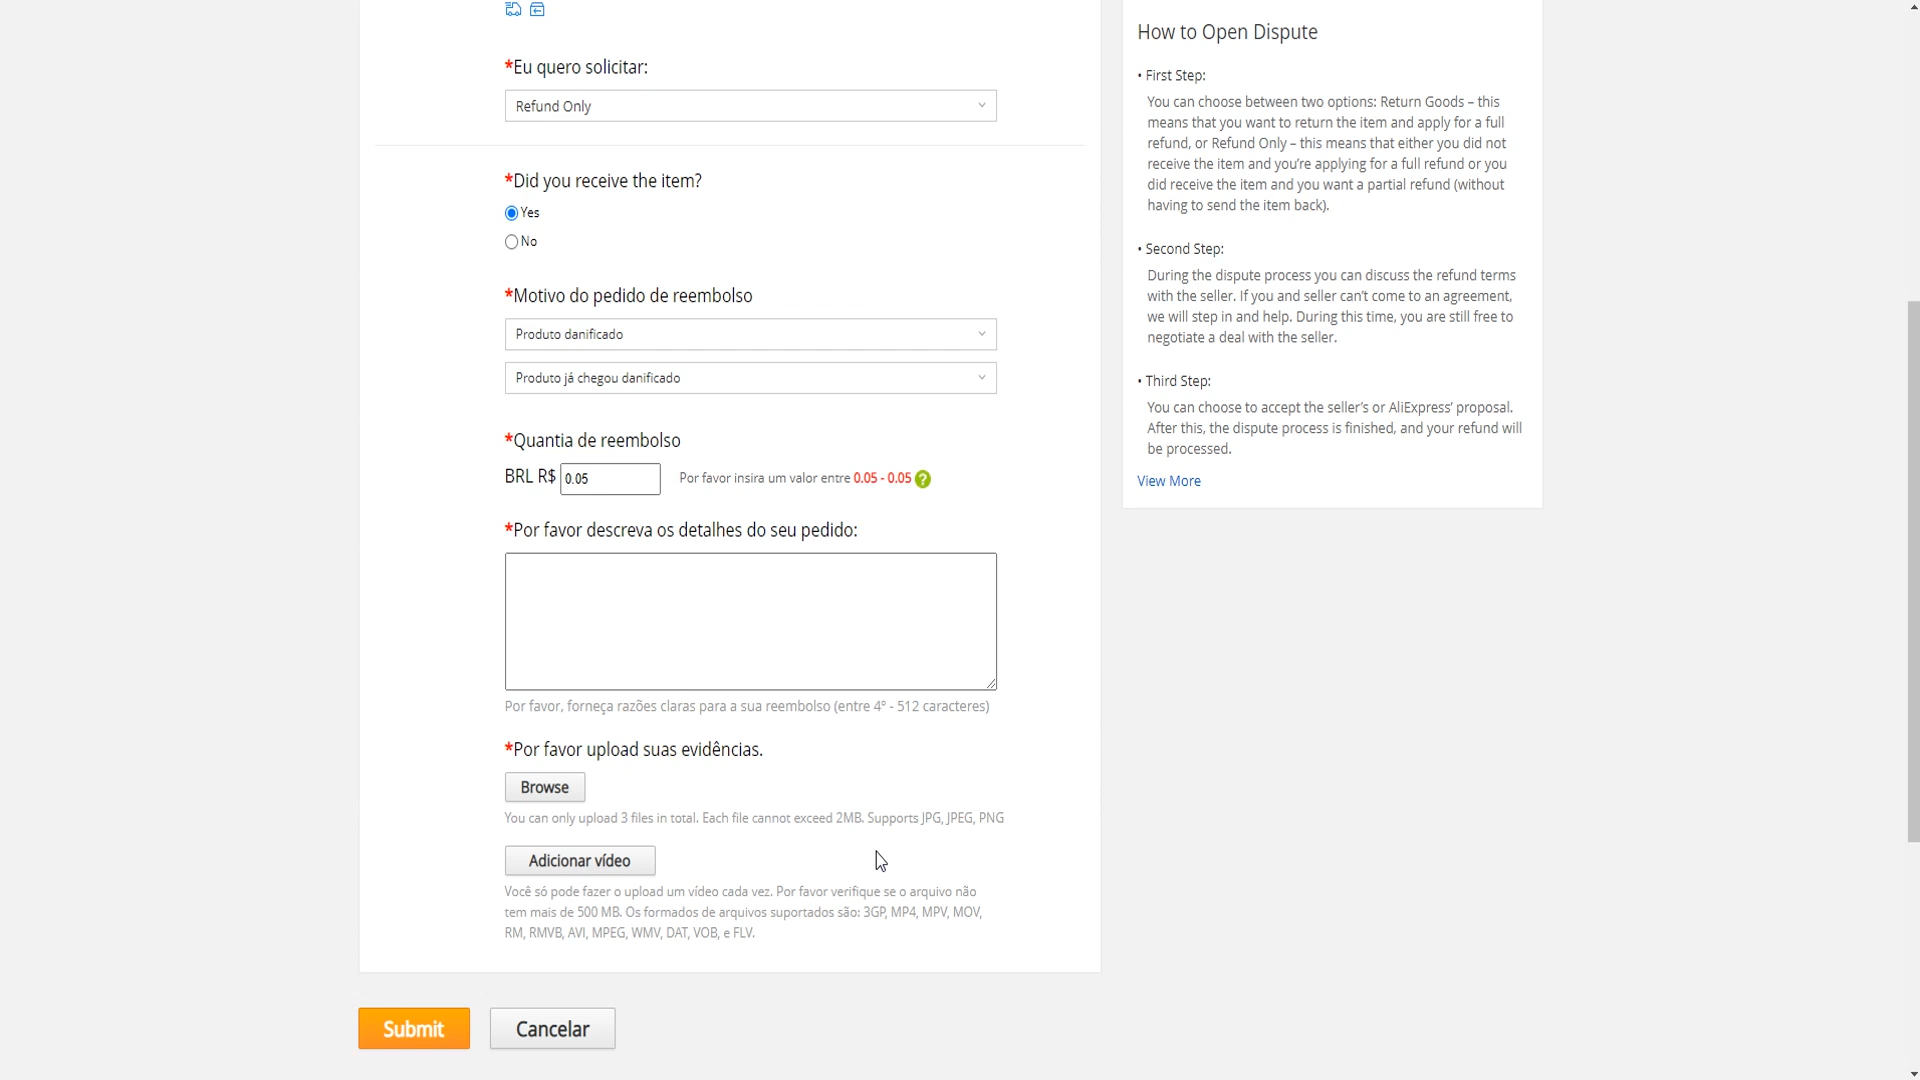 *Eu quero solicitar:
Refund Only
*Did you receive the item?
Yes
No
*Motivo do pedido de reembolso
Produto danificado
Produto já chegou danificado
*Quantia de reembolso
BRL R$ 0.05 Por favor insira um valor entre 0.05 - 0.05 ?
*Por favor descreva os detalhes do seu pedido:
Por favor, forneça razões claras para a sua reembolso (entre 4º - 512 caracteres)
*Por favor upload suas evidências.
Browse
You can only upload 3 files in total. Each file cannot exceed 2MB. Supports JPG, JPEG, PNG
Adicionar vídeo
Você só pode fazer o upload um vídeo cada vez. Por favor verifique se o arquivo não
tem mais de 500 MB. Os formados de arquivos suportados são: 3GP, MP4, MPV, MOV,
RM, RMVB, AVI, MPEG, WMV, DAT, VOB, e FLV.
Submit
Cancelar
How to Open Dispute
• First Step:
You can choose between two options: Return Goods – this
means that you want to return the item and apply for a full
refund, or Refund Only – this means that either you did not
receive the item and you’re applying for a full refund or you
did receive the item and you want a partial refund (without
having to send the item back).
• Second Step:
During the dispute process you can discuss the refund terms
with the seller. If you and seller can’t come to an agreement,
we will step in and help. During this time, you are still free to
negotiate a deal with the seller.
• Third Step:
You can choose to accept the seller’s or AliExpress’ proposal.
After this, the dispute process is finished, and your refund will
be processed.
View More